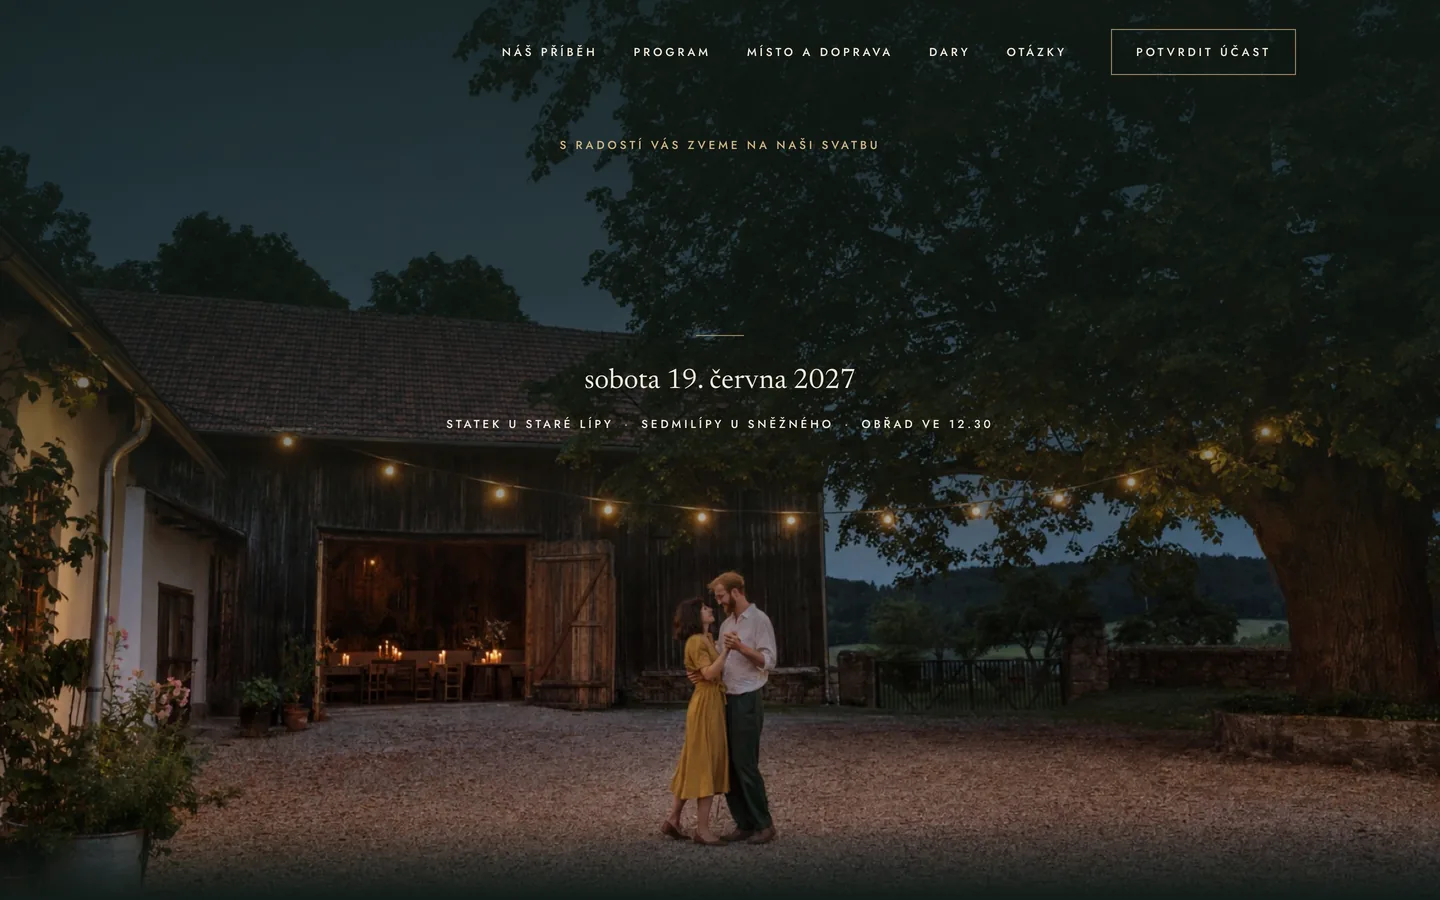 NÁŠ PŘÍBĚH PROGRAM MÍSTO A DOPRAVA DARY OTÁZKY POTVRDIT ÚČAST
S RADOSTÍ VÁS ZVEME NA NAŠI SVATBU
sobota 19. června 2027
STATEK U STARÉ LÍPY · SEDMILÍPY U SNĚŽNÉHO · OBŘAD VE 12.30